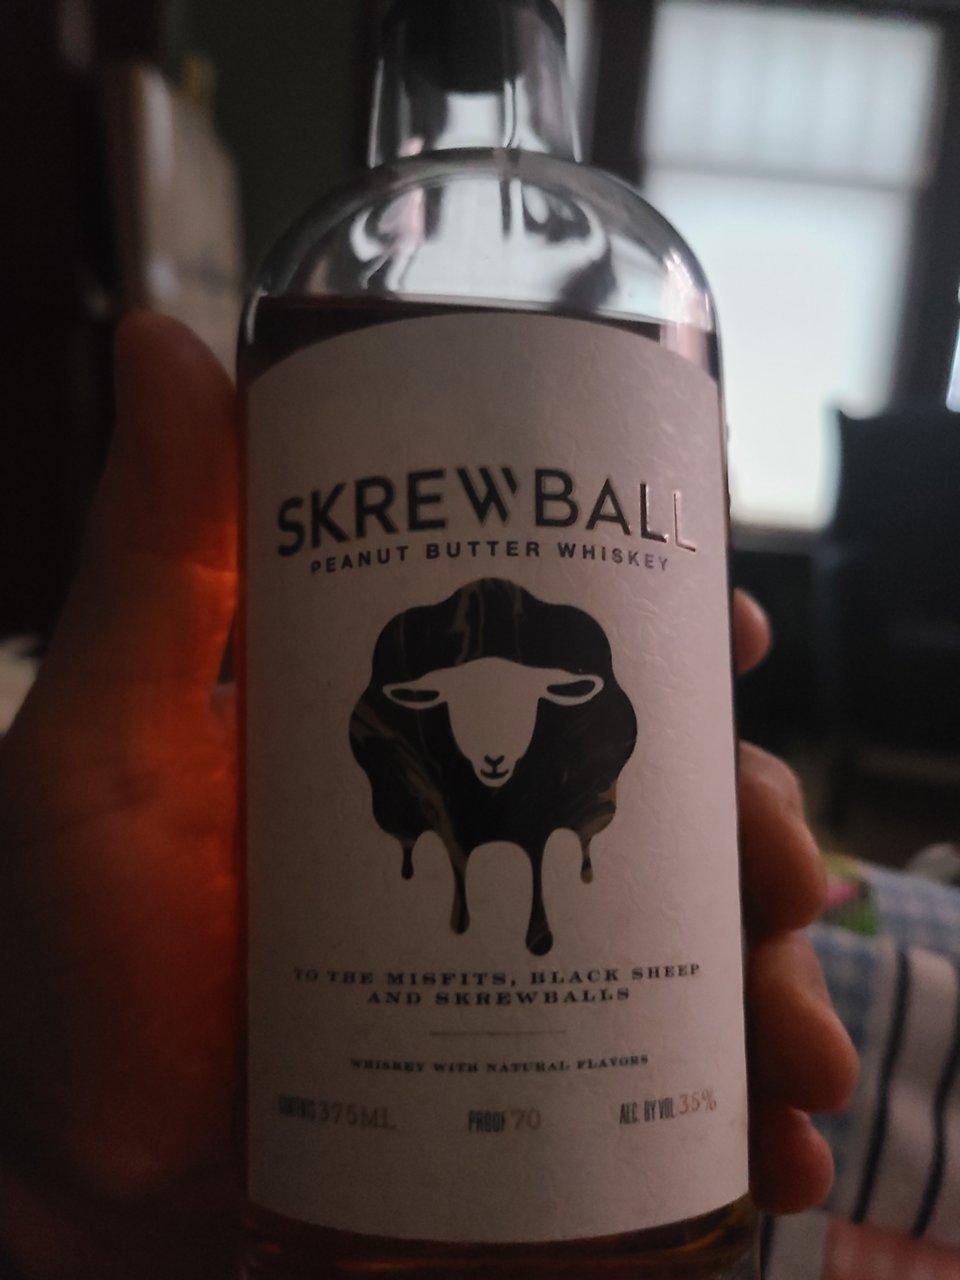 SKREWBALL
PEANUT BUTTER WHISKEY
TO THE MISFITS, BLACK SHEEP
AND SKREWBALLS
WHISKEY WITH NATURAL FLAVORS
CONTENTS 375ML PROOF 70 ALC. BY VOL. 35%